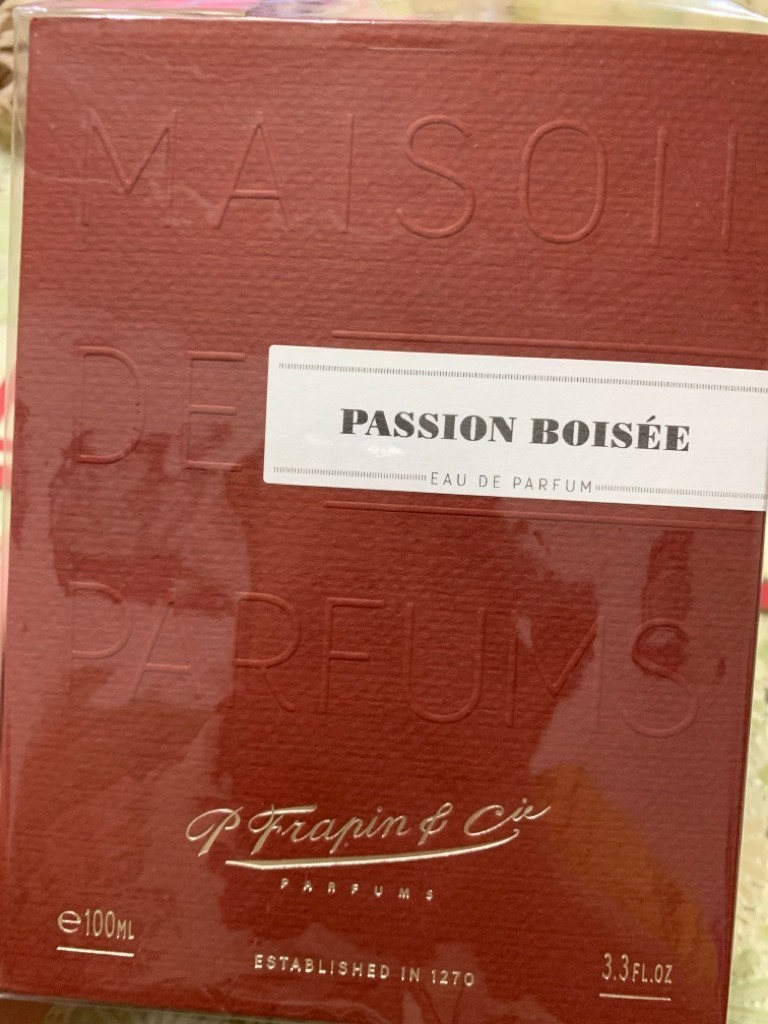 MAISON
DE
PASSION BOISÉE
EAU DE PARFUM
PARFUMS
P Frapin & Cie
PARFUMS
℮100ML
ESTABLISHED IN 1270
3.3FL.OZ